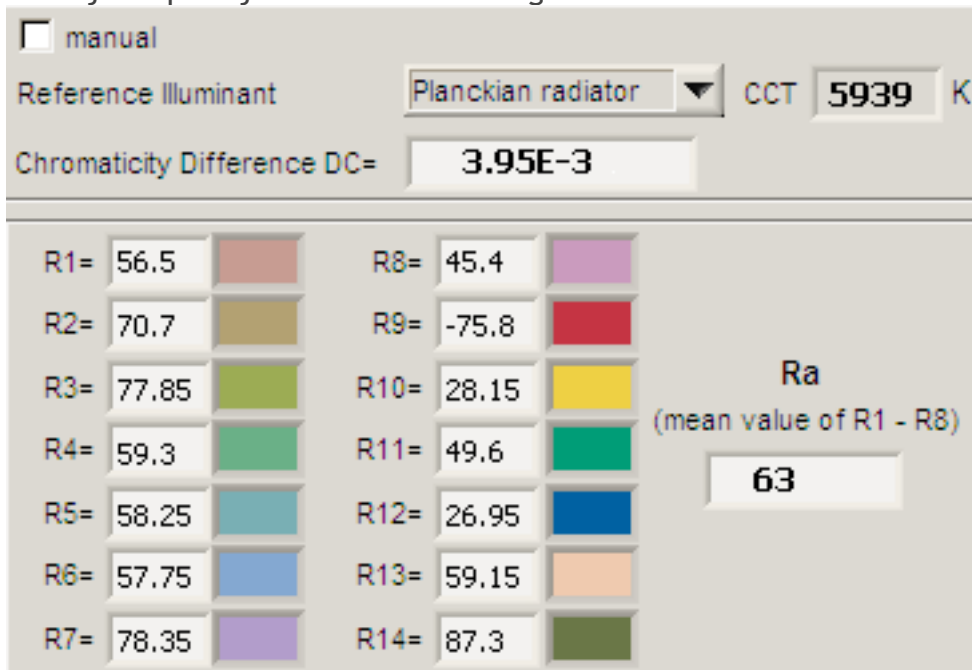 manual
Reference Illuminant Planckian radiator CCT 5939 K
Chromaticity Difference DC= 3.95E-3
R1= 56.5 R8= 45.4
R2= 70.7 R9= -75.8
R3= 77.85 R10= 28.15
Ra
(mean value of R1 - R8)
R4= 59.3 R11= 49.6
63
R5= 58.25 R12= 26.95
R6= 57.75 R13= 59.15
R7= 78.35 R14= 87.3